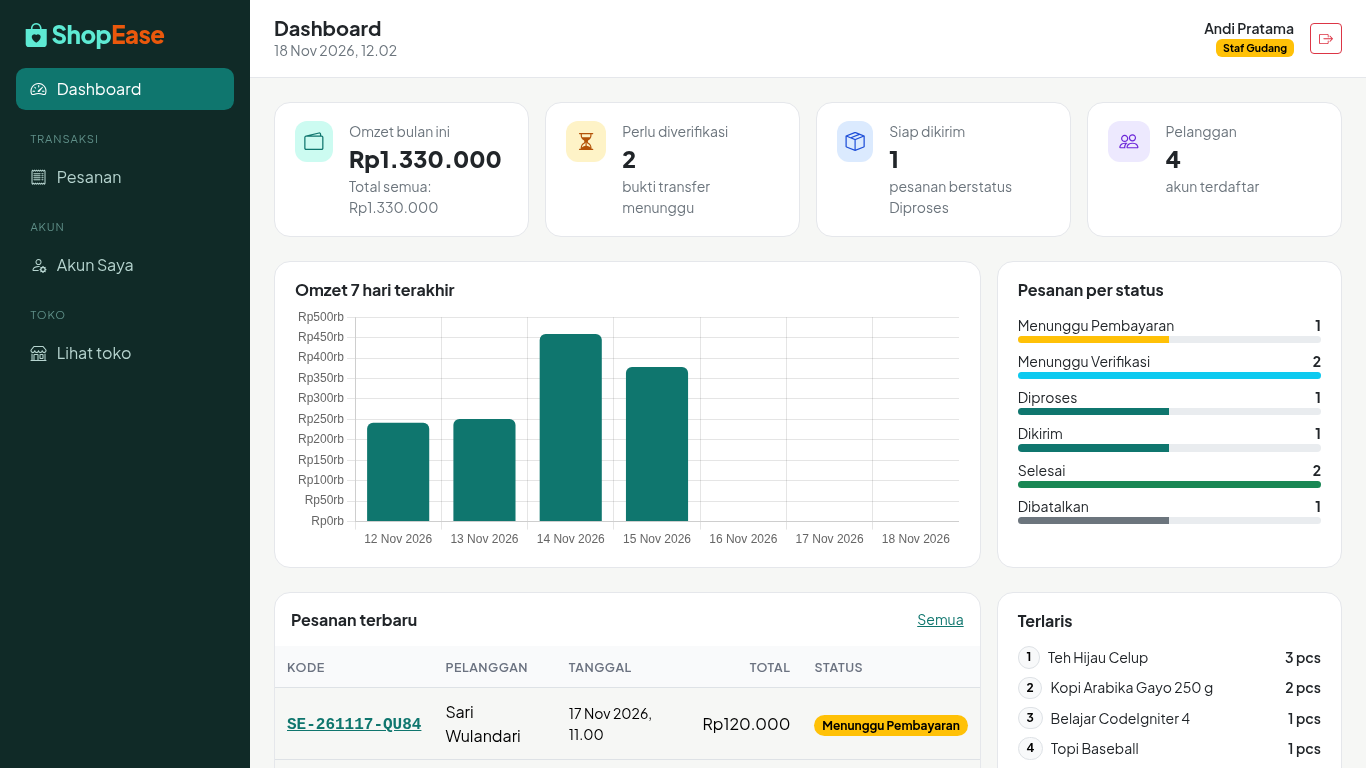 ShopEase
Dashboard
TRANSAKSI
Pesanan
AKUN
Akun Saya
TOKO
Lihat toko
Dashboard
18 Nov 2026, 12.02
Andi Pratama
Staf Gudang
Omzet bulan ini
Rp1.330.000
Total semua:
Rp1.330.000
Perlu diverifikasi
2
bukti transfer
menunggu
Siap dikirim
1
pesanan berstatus
Diproses
Pelanggan
4
akun terdaftar
Omzet 7 hari terakhir
Rp500rb
Rp450rb
Rp400rb
Rp350rb
Rp300rb
Rp250rb
Rp200rb
Rp150rb
Rp100rb
Rp50rb
Rp0rb
12 Nov 2026 13 Nov 2026 14 Nov 2026 15 Nov 2026 16 Nov 2026 17 Nov 2026 18 Nov 2026
Pesanan per status
Menunggu Pembayaran 1
Menunggu Verifikasi 2
Diproses 1
Dikirim 1
Selesai 2
Dibatalkan 1
Pesanan terbaru Semua
KODE PELANGGAN TANGGAL TOTAL STATUS
SE-261117-QU84 Sari Wulandari 17 Nov 2026, 11.00 Rp120.000 Menunggu Pembayaran
Terlaris
1 Teh Hijau Celup 3 pcs
2 Kopi Arabika Gayo 250 g 2 pcs
3 Belajar CodeIgniter 4 1 pcs
4 Topi Baseball 1 pcs